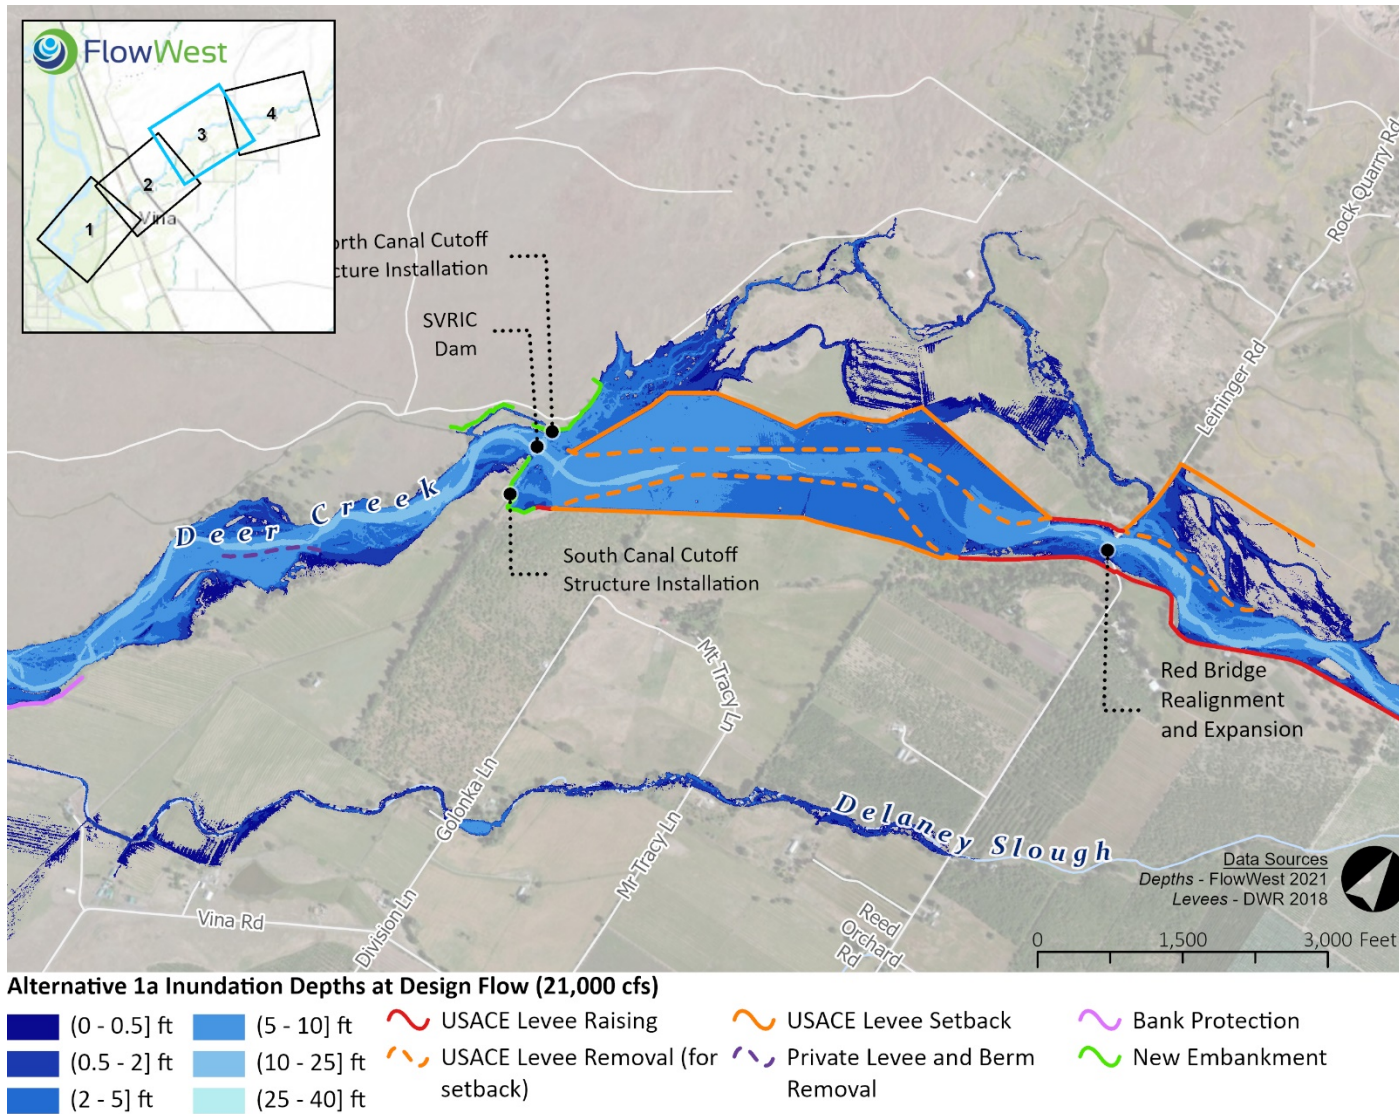 FlowWest
4
3
2
1
Vina
orth Canal Cutoff
cture Installation
SVRIC
Dam
Rock Quarry Rd
Leininger Rd
Deer Creek
South Canal Cutoff
Structure Installation
Mt Tracy Ln
Red Bridge
Realignment
and Expansion
Golonka Ln
Division Ln
Mr Tracy Ln
Delaney Slough
Vina Rd
Reed
Orchard
Rd
Data Sources
Depths - FlowWest 2021
Levees - DWR 2018
0 1,500 3,000 Feet
Alternative 1a Inundation Depths at Design Flow (21,000 cfs)
(0 - 0.5] ft
(0.5 - 2] ft
(2 - 5] ft
(5 - 10] ft
(10 - 25] ft
(25 - 40] ft
USACE Levee Raising
USACE Levee Removal (for
setback)
USACE Levee Setback
Private Levee and Berm
Removal
Bank Protection
New Embankment